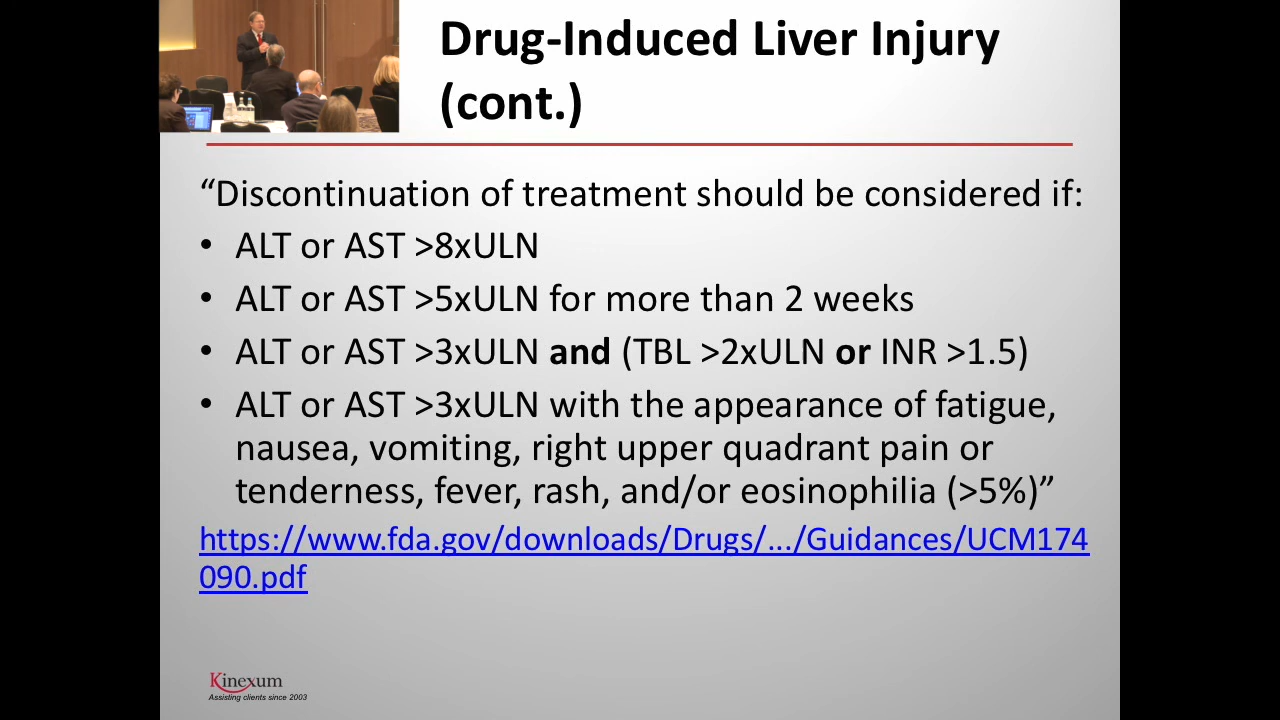 Drug-Induced Liver Injury
(cont.)
“Discontinuation of treatment should be considered if:
• ALT or AST >8xULN
• ALT or AST >5xULN for more than 2 weeks
• ALT or AST >3xULN and (TBL >2xULN or INR >1.5)
• ALT or AST >3xULN with the appearance of fatigue,
nausea, vomiting, right upper quadrant pain or
tenderness, fever, rash, and/or eosinophilia (>5%)”
https://www.fda.gov/downloads/Drugs/.../Guidances/UCM174
090.pdf
Kinexum
Assisting clients since 2003